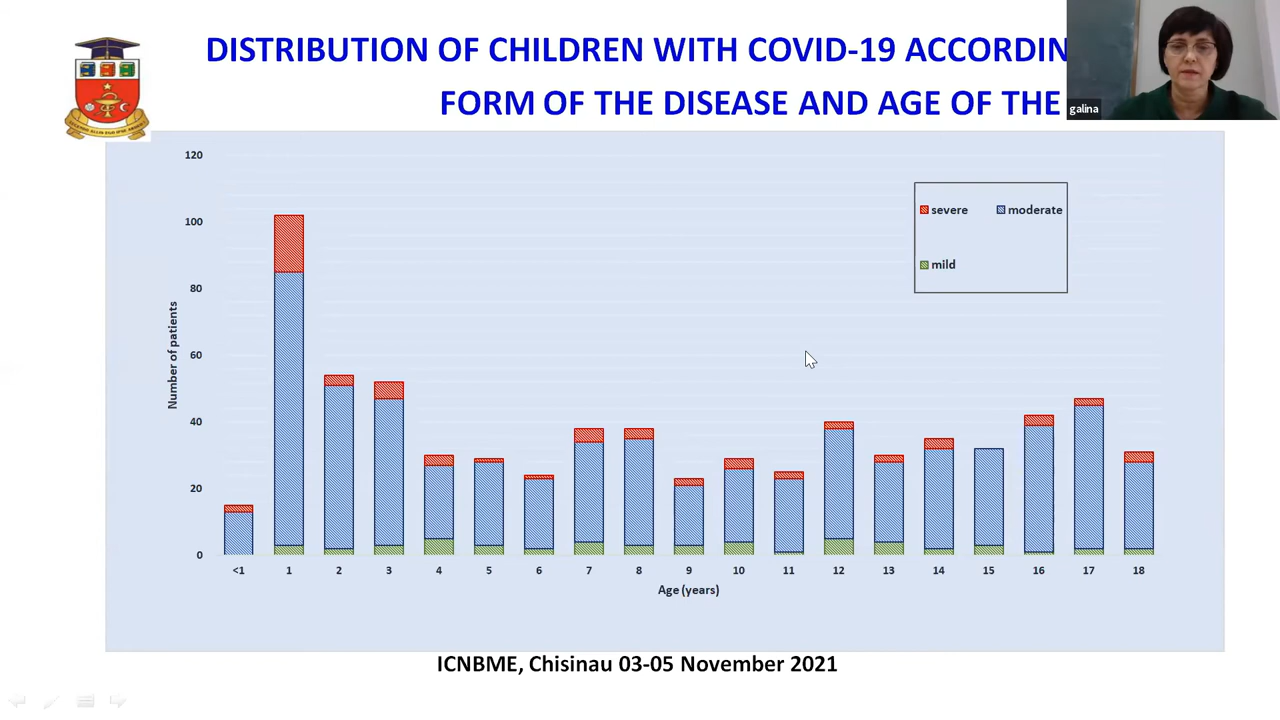 DISTRIBUTION OF CHILDREN WITH COVID-19 ACCORDIN
FORM OF THE DISEASE AND AGE OF THE
galina
120
100
80
60
40
20
0
Number of patients
severe moderate
mild
<1 1 2 3 4 5 6 7 8 9 10 11 12 13 14 15 16 17 18
Age (years)
ICNBME, Chisinau 03-05 November 2021